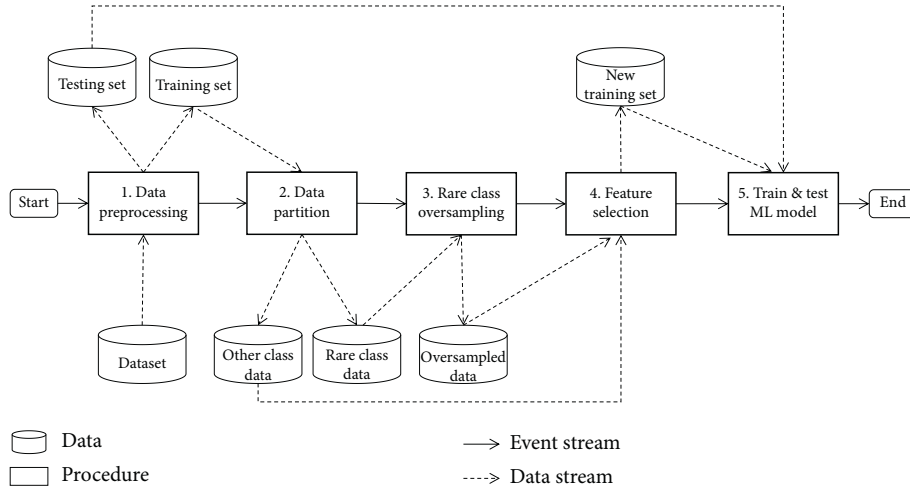 Testing set
Training set
New
training set
Start
1. Data
preprocessing
2. Data
partition
3. Rare class
oversampling
4. Feature
selection
5. Train & test
ML model
End
Dataset
Other class
data
Rare class
data
Oversampled
data
Data
Procedure
Event stream
Data stream